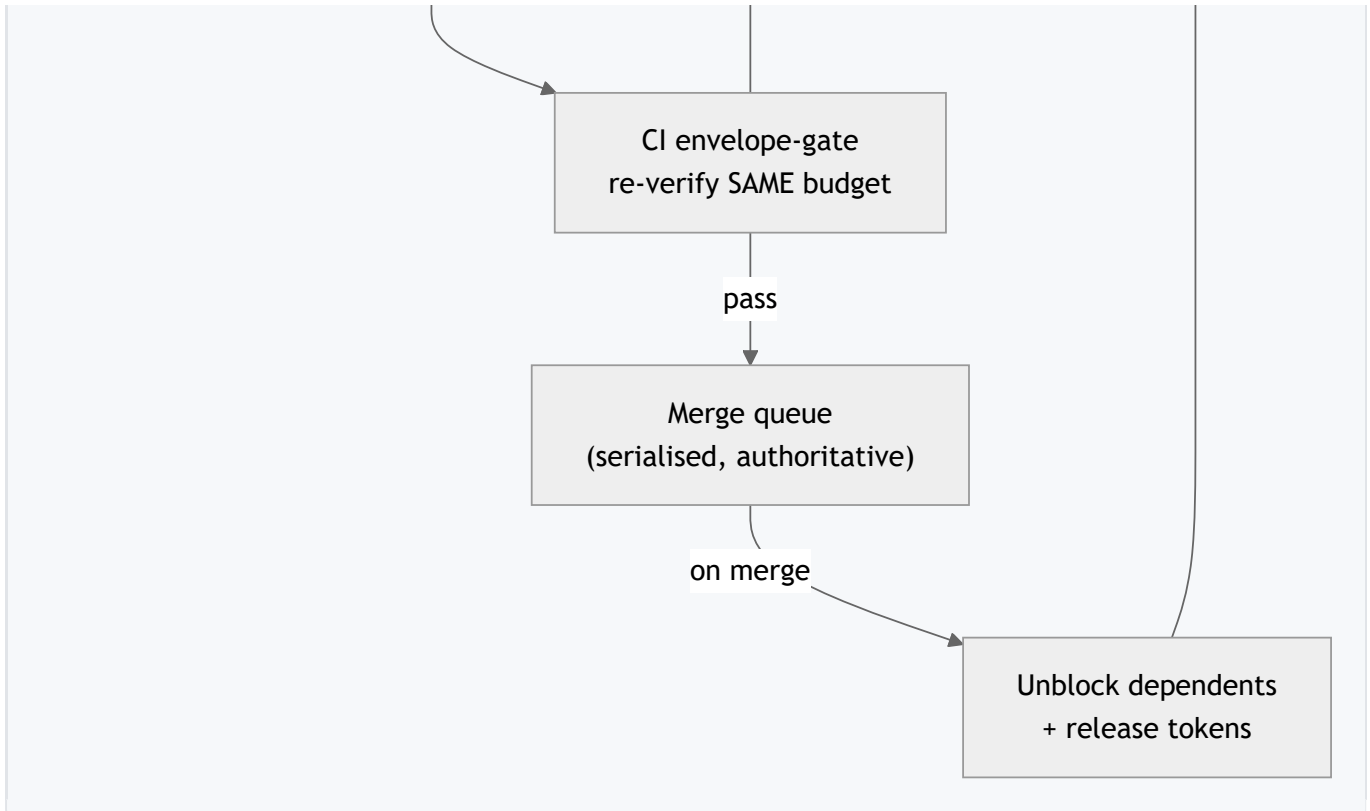 CI envelope-gate
re-verify SAME budget
pass
Merge queue
(serialised, authoritative)
on merge
Unblock dependents
+ release tokens